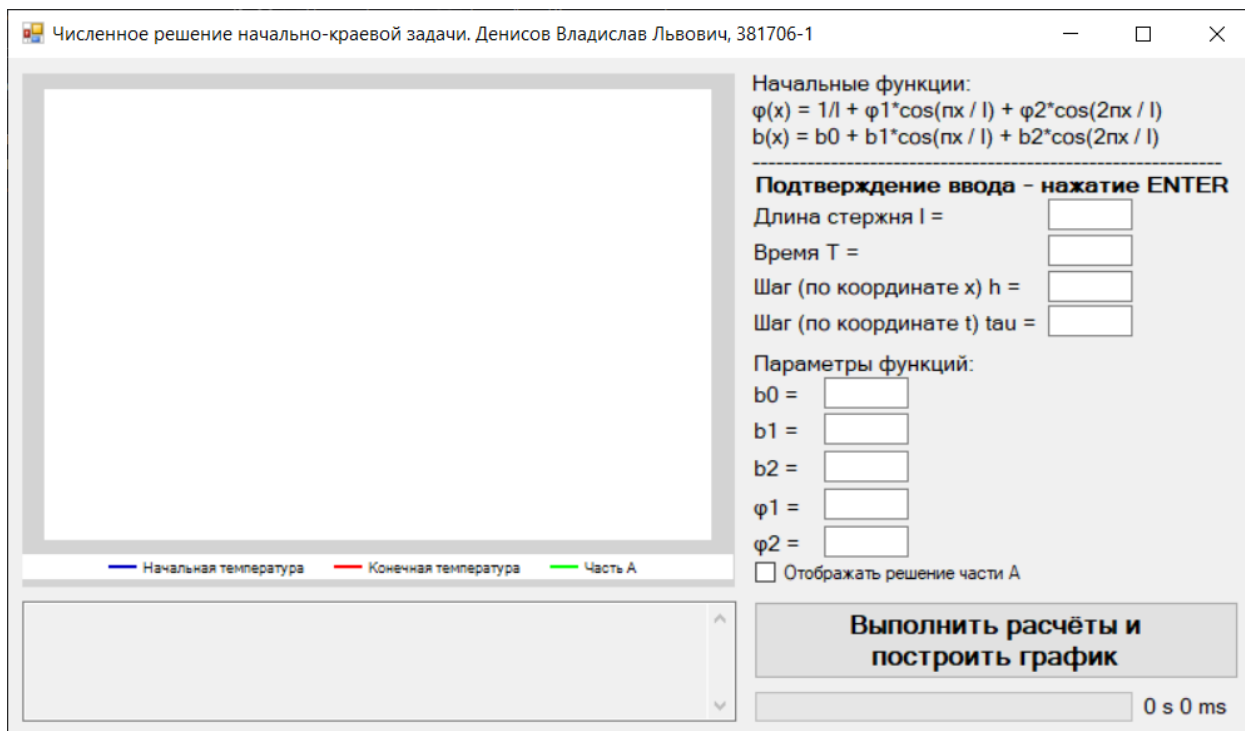 Численное решение начально-краевой задачи. Денисов Владислав Львович, 381706-1
Начальные функции:
φ(x) = 1/l + φ1*cos(πx / l) + φ2*cos(2πx / l)
b(x) = b0 + b1*cos(πx / l) + b2*cos(2πx / l)
------------------------------------------------------------
Подтверждение ввода - нажатие ENTER
Длина стержня l =
Время T =
Шаг (по координате x) h =
Шаг (по координате t) tau =
Параметры функций:
b0 =
b1 =
b2 =
φ1 =
φ2 =
Отображать решение части A
Начальная температура Конечная температура Часть А
Выполнить расчёты и
построить график
0 s 0 ms